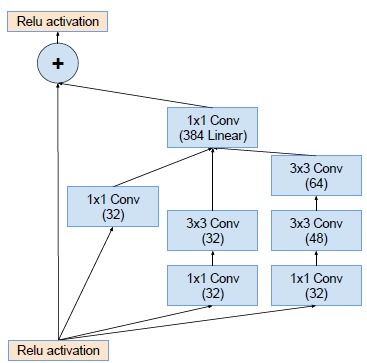 Relu activation
+
1x1 Conv
(384 Linear)
3x3 Conv
(64)
1x1 Conv
(32)
3x3 Conv
(32)
3x3 Conv
(48)
1x1 Conv
(32)
1x1 Conv
(32)
Relu activation